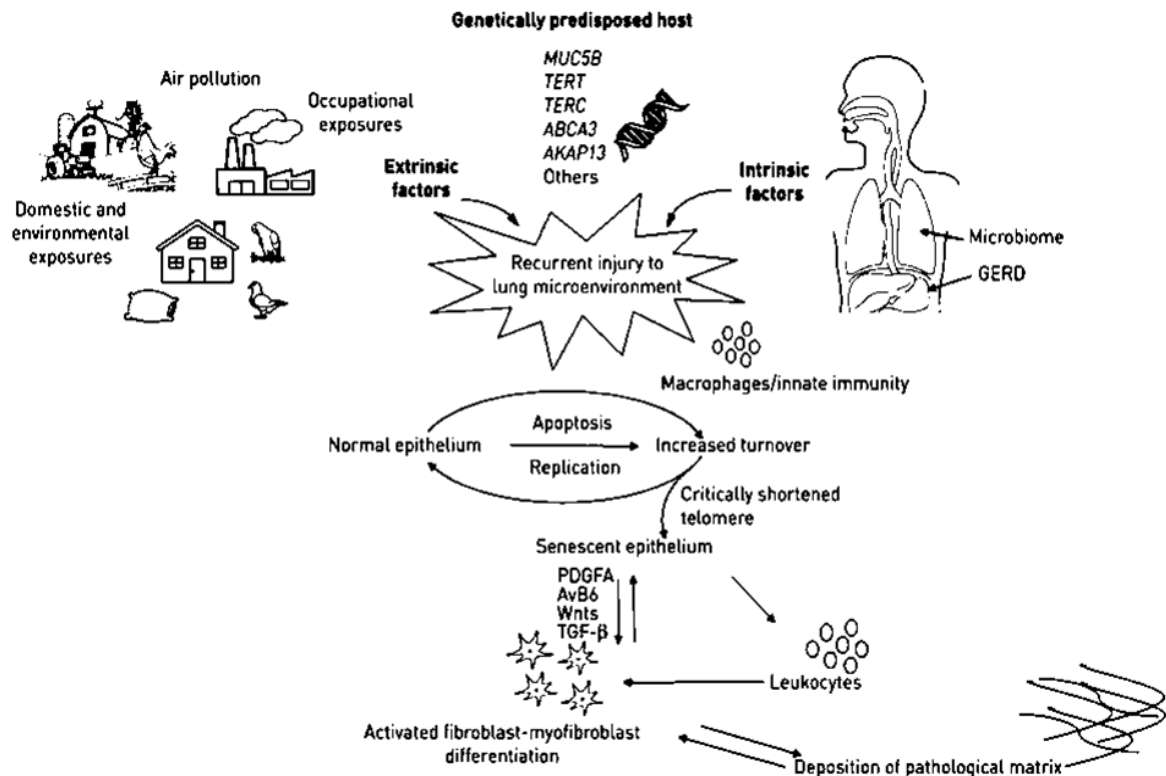 Genetically predisposed host
MUC5B
TERT
TERC
ABCA3
AKAP13
Others
Air pollution
Occupational
exposures
Domestic and
environmental
exposures
Extrinsic
factors
Intrinsic
factors
Microbiome
GERD
Recurrent injury to
lung microenvironment
Macrophages/innate immunity
Normal epithelium
Apoptosis
Replication
Increased turnover
Critically shortened
telomere
Senescent epithelium
PDGFA
AvB6
Wnts
TGF-β
Leukocytes
Activated fibroblast-myofibroblast
differentiation
Deposition of pathological matrix